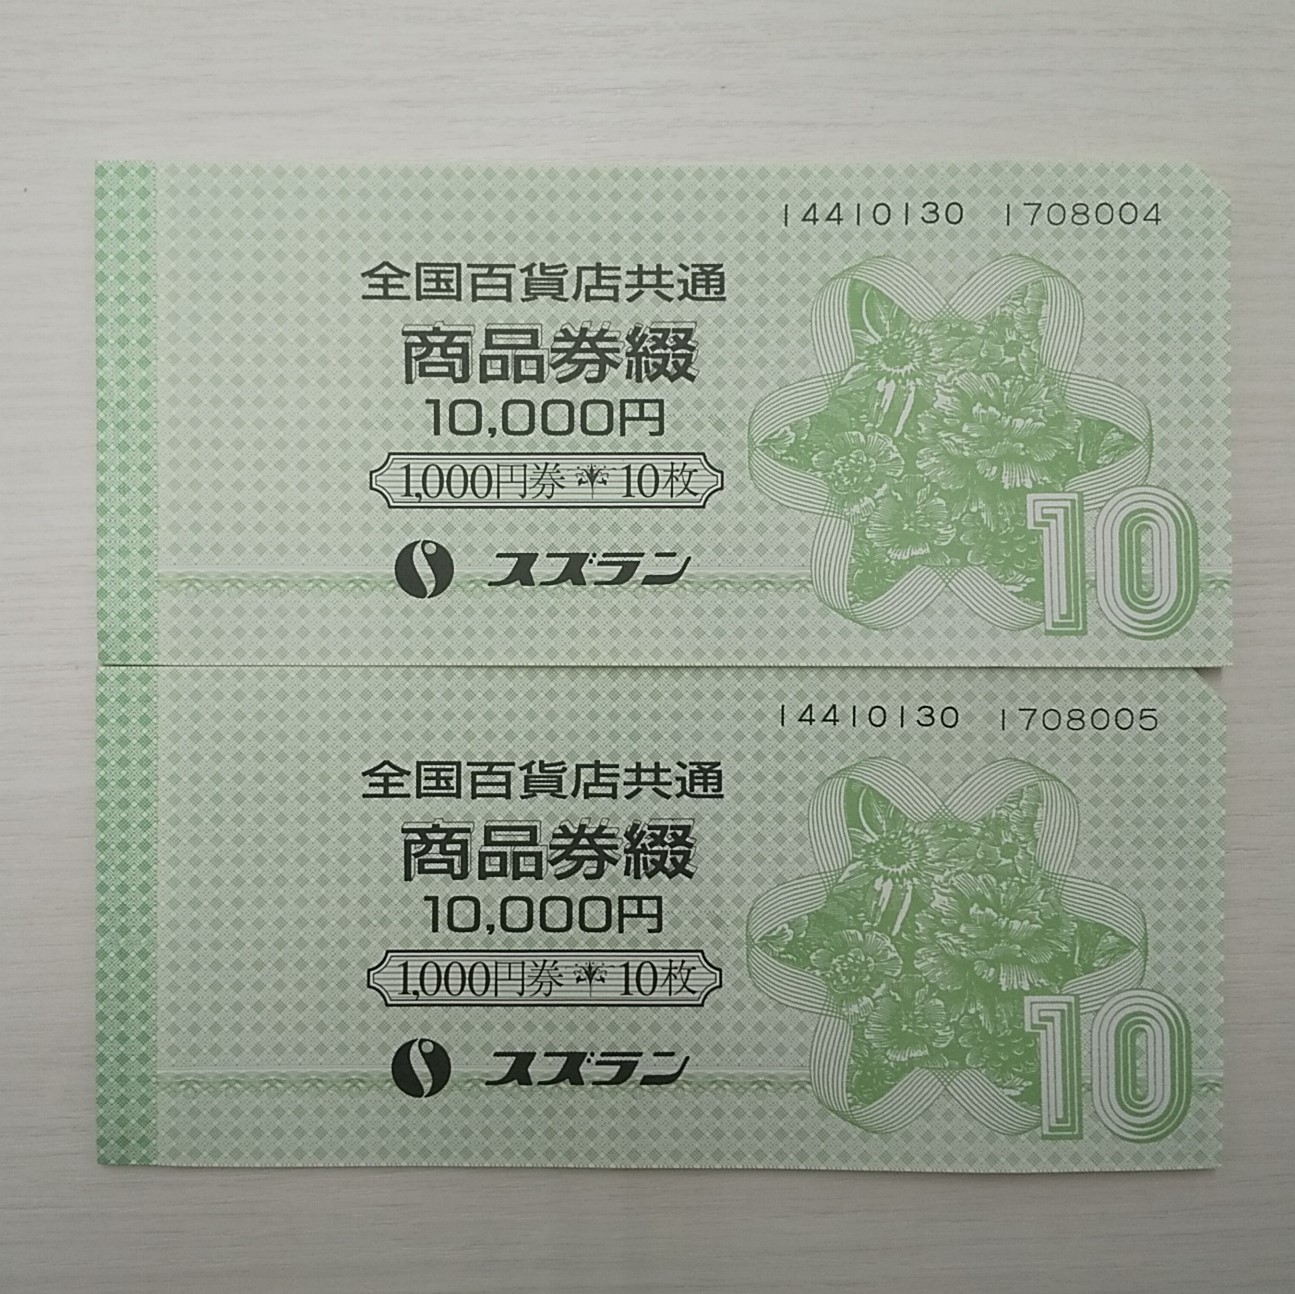 14410130 1708004
全国百貨店共通
商品券綴
10,000円
1,000円券 10枚
スズラン
10
14410130 1708005
全国百貨店共通
商品券綴
10,000円
1,000円券 10枚
スズラン
10